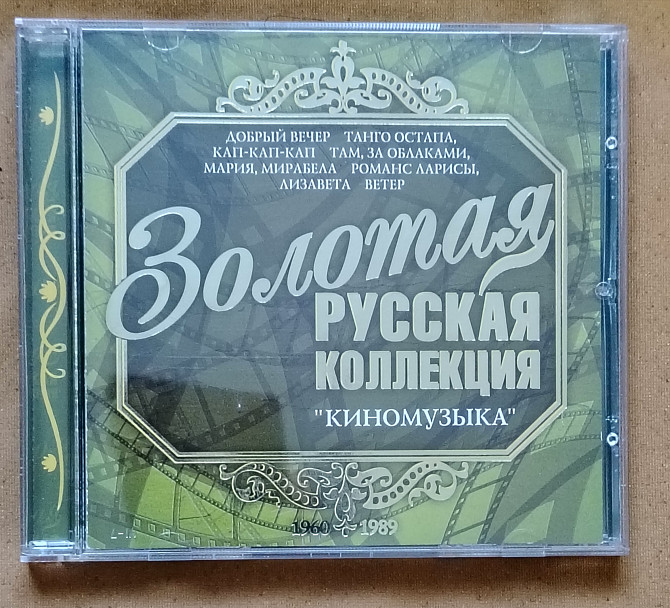 ДОБРЫЙ ВЕЧЕР ТАНГО ОСТАПА,
КАП-КАП-КАП ТАМ, ЗА ОБЛАКАМИ,
МАРИЯ, МИРАБЕЛА РОМАНС ЛАРИСЫ,
ЛИЗАВЕТА ВЕТЕР
Золотая
РУССКАЯ
КОЛЛЕКЦИЯ
"КИНОМУЗЫКА"
1960 1989